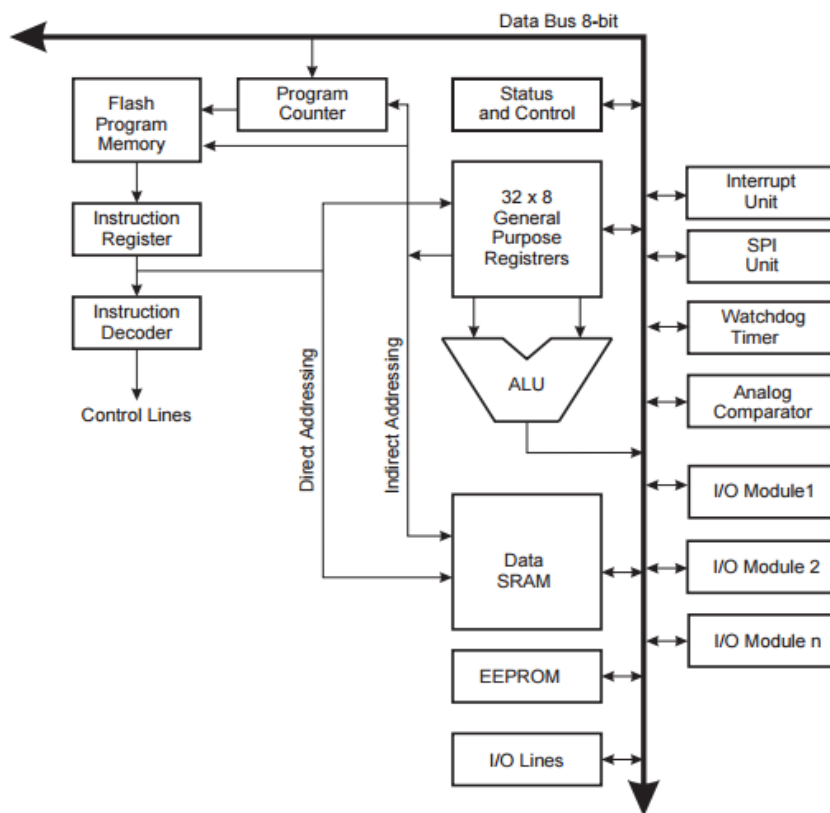 Data Bus 8-bit
Flash
Program
Memory
Program
Counter
Status
and Control
32 x 8
General
Purpose
Registrers
Interrupt
Unit
Instruction
Register
SPI
Unit
Instruction
Decoder
Watchdog
Timer
ALU
Analog
Comparator
Control Lines
Direct Addressing
Indirect Addressing
I/O Module1
Data
SRAM
I/O Module 2
I/O Module n
EEPROM
I/O Lines